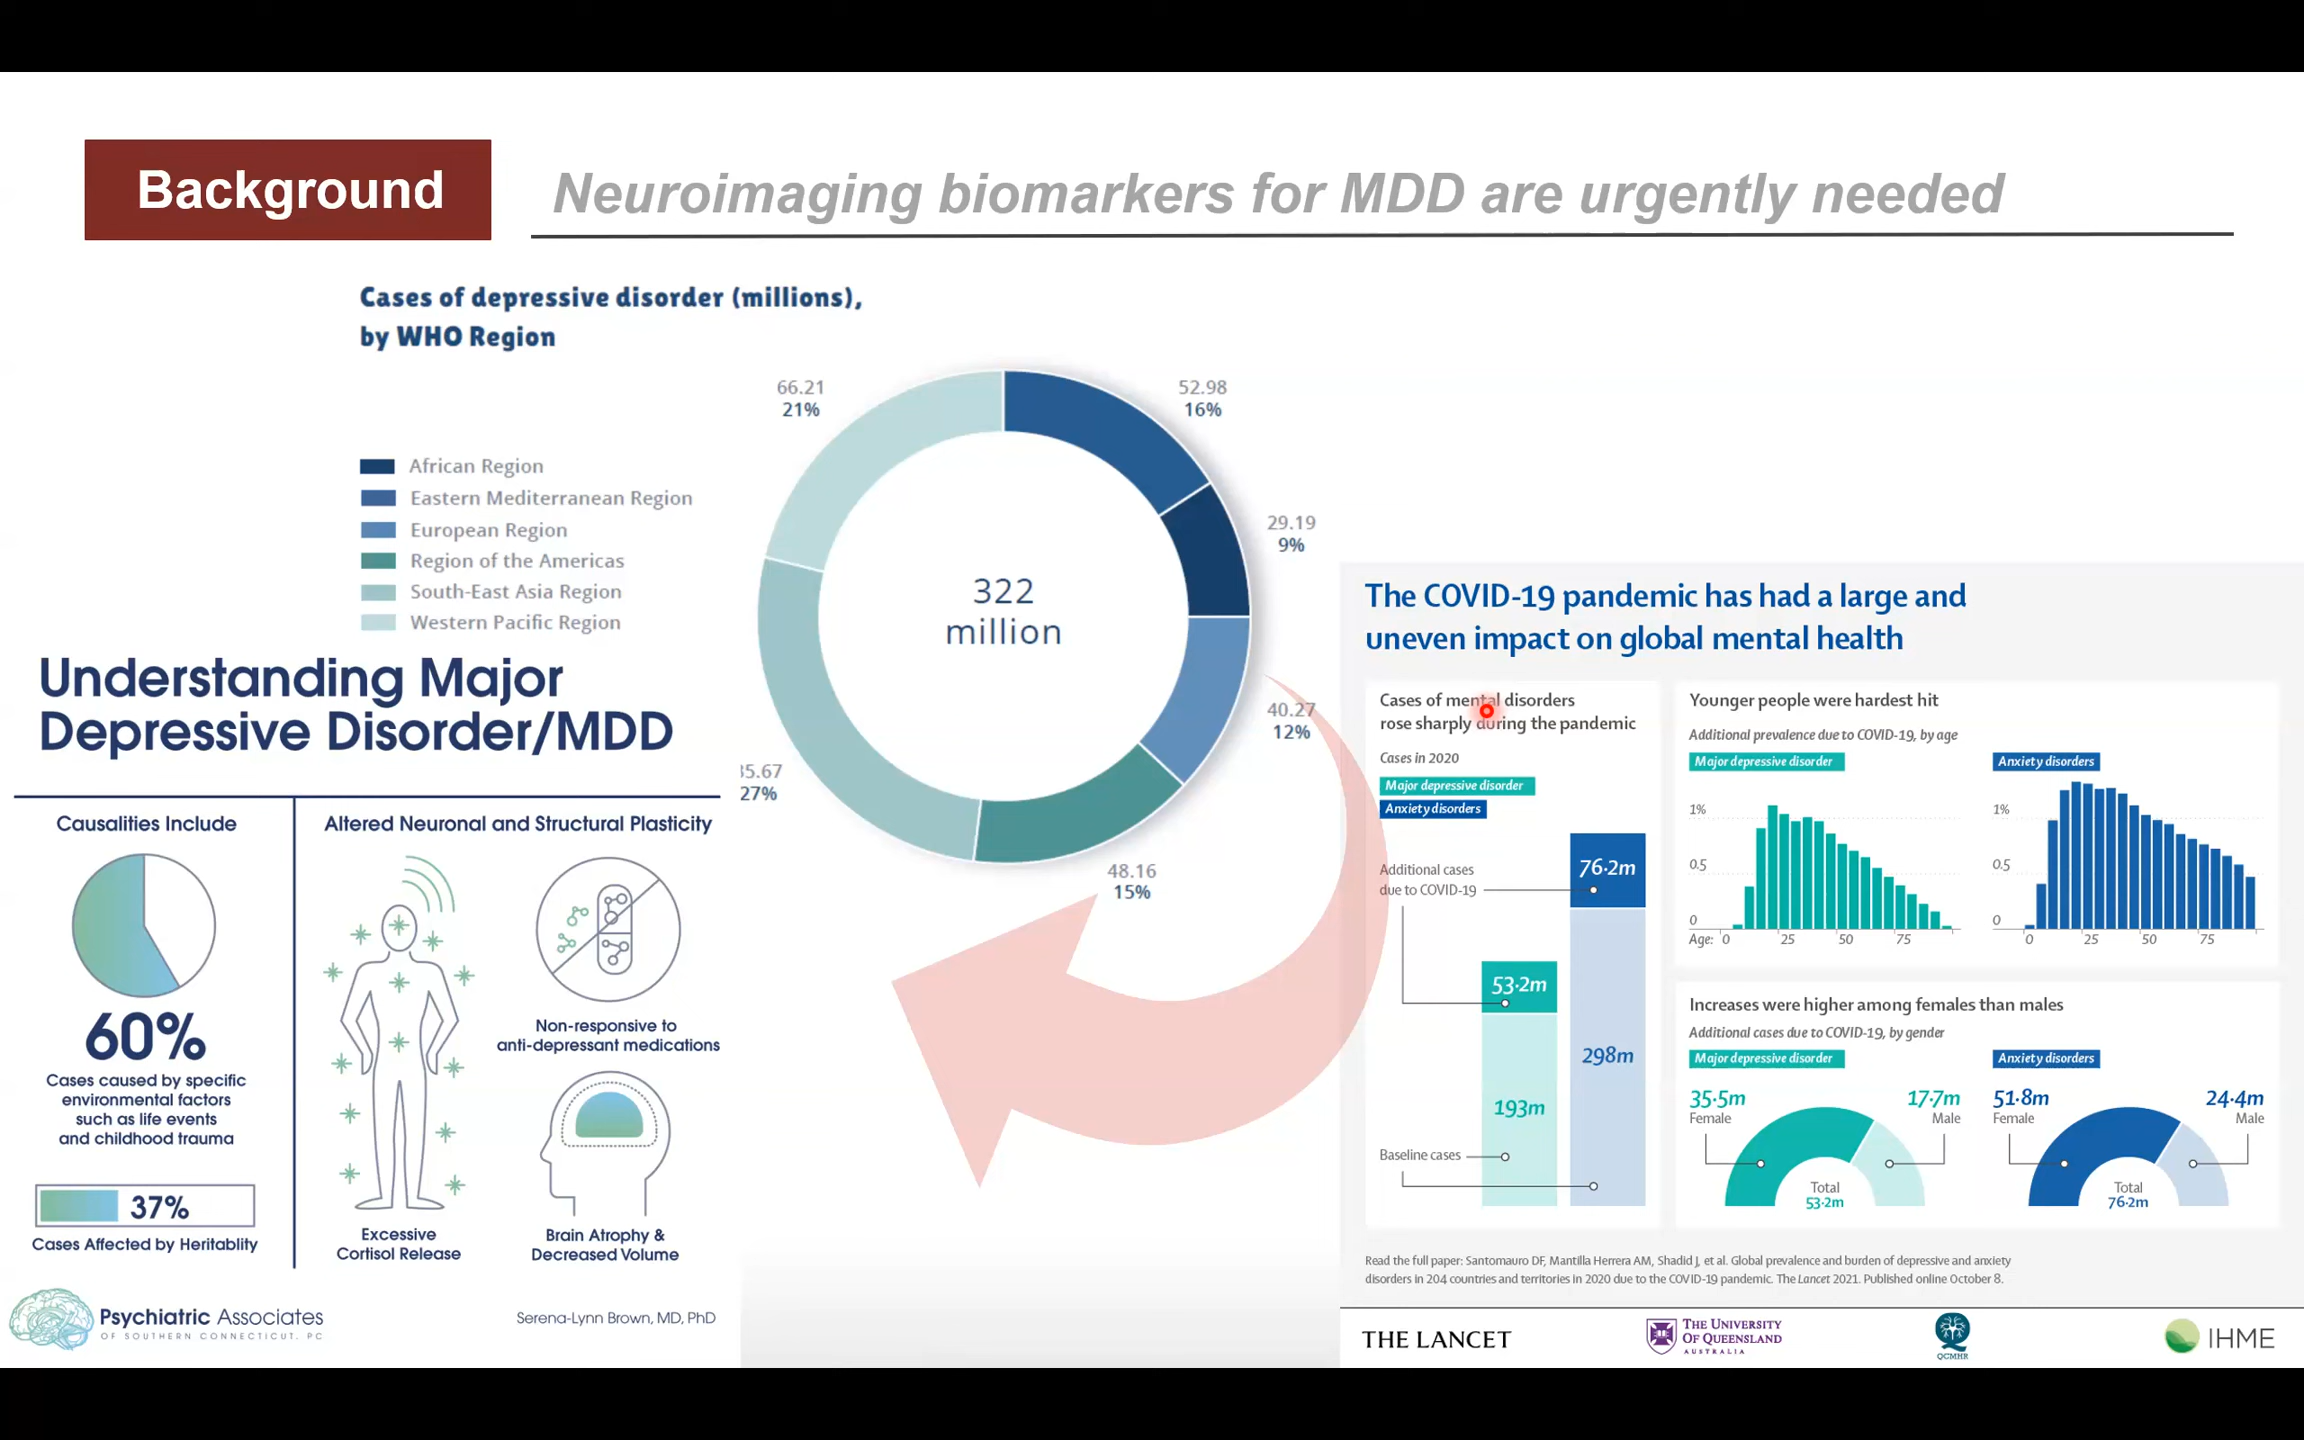 Background
Neuroimaging biomarkers for MDD are urgently needed
Cases of depressive disorder (millions),
by WHO Region
African Region
Eastern Mediterranean Region
European Region
Region of the Americas
South-East Asia Region
Western Pacific Region
66.21
21%
52.98
16%
29.19
9%
40.27
12%
48.16
15%
5.67
27%
322
million
Understanding Major
Depressive Disorder/MDD
Causalities Include
60%
Cases caused by specific
environmental factors
such as life events
and childhood trauma
37%
Cases Affected by Heritablity
Altered Neuronal and Structural Plasticity
Non-responsive to
anti-depressant medications
Excessive
Cortisol Release
Brain Atrophy &
Decreased Volume
Psychiatric Associates
OF SOUTHERN CONNECTICUT, PC
Serena-Lynn Brown, MD, PhD
The COVID-19 pandemic has had a large and
uneven impact on global mental health
Cases of mental disorders
rose sharply during the pandemic
Cases in 2020
Major depressive disorder
Anxiety disorders
Additional cases
due to COVID-19
76·2m
53·2m
298m
193m
Baseline cases
Younger people were hardest hit
Additional prevalence due to COVID-19, by age
Major depressive disorder
1%
0.5
0
Age: 0 25 50 75
Anxiety disorders
1%
0.5
0
0 25 50 75
Increases were higher among females than males
Additional cases due to COVID-19, by gender
Major depressive disorder
35·5m
Female
17·7m
Male
Total
53·2m
Anxiety disorders
51·8m
Female
24·4m
Male
Total
76·2m
Read the full paper: Santomauro DF, Mantilla Herrera AM, Shadid J, et al. Global prevalence and burden of depressive and anxiety
disorders in 204 countries and territories in 2020 due to the COVID-19 pandemic. The Lancet 2021. Published online October 8.
THE LANCET
THE UNIVERSITY
OF QUEENSLAND
AUSTRALIA
QCMHR
IHME